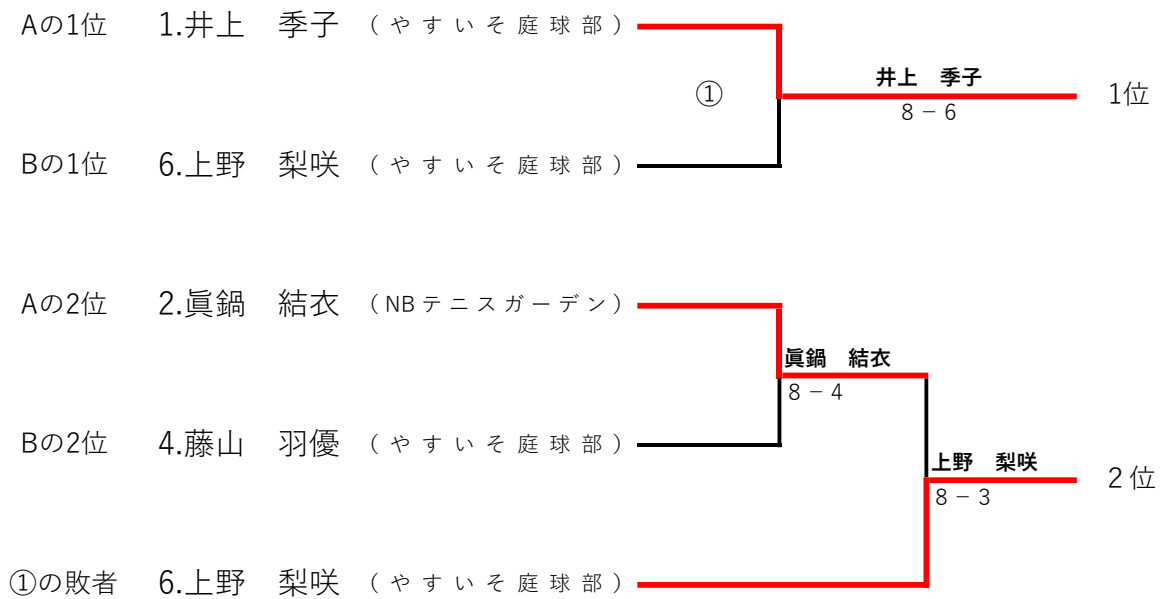 Aの1位 1.井上 季子 (やすいそ庭球部)
井上 季子
① 1位
8-6
Bの1位 6.上野 梨咲 (やすいそ庭球部)
Aの2位 2.眞鍋 結衣 (NBテニスガーデン)
眞鍋 結衣
8-4
Bの2位 4.藤山 羽優 (やすいそ庭球部)
上野 梨咲
2位
8-3
①の敗者 6.上野 梨咲 (やすいそ庭球部)